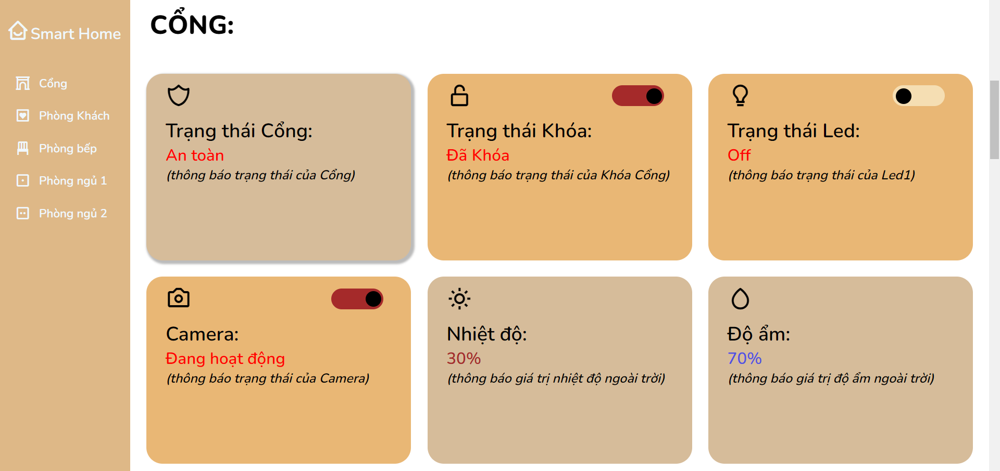 Smart Home
Cổng
Phòng Khách
Phòng bếp
Phòng ngủ 1
Phòng ngủ 2
CỔNG:
Trạng thái Cổng:
An toàn
(thông báo trạng thái của Cổng)
Trạng thái Khóa:
Đã Khóa
(thông báo trạng thái của Khóa Cổng)
Trạng thái Led:
Off
(thông báo trạng thái của Led1)
Camera:
Đang hoạt động
(thông báo trạng thái của Camera)
Nhiệt độ:
30%
(thông báo giá trị nhiệt độ ngoài trời)
Độ ẩm:
70%
(thông báo giá trị độ ẩm ngoài trời)